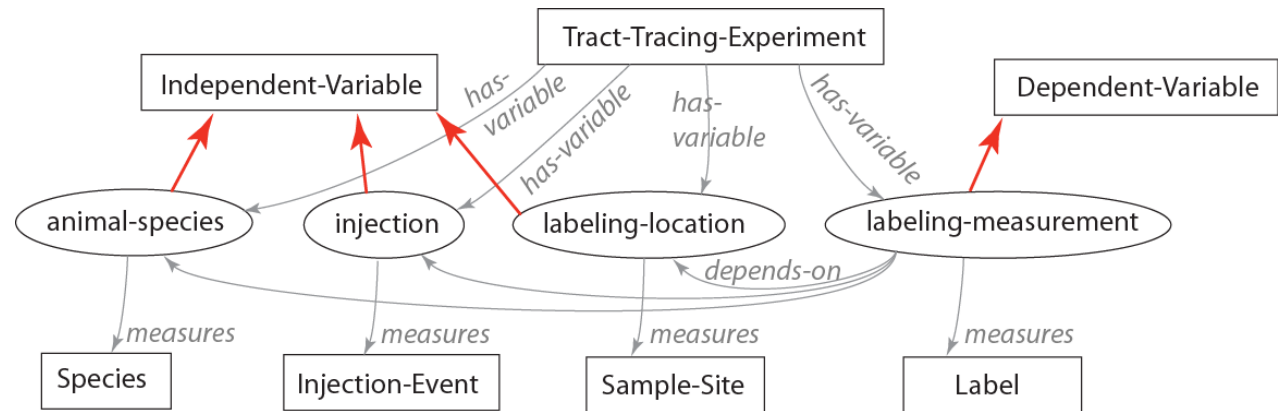 Tract-Tracing-Experiment
Independent-Variable
Dependent-Variable
has-
variable
has-variable
has-
variable
has-variable
animal-species
injection
labeling-location
labeling-measurement
depends-on
measures
measures
measures
measures
Species
Injection-Event
Sample-Site
Label